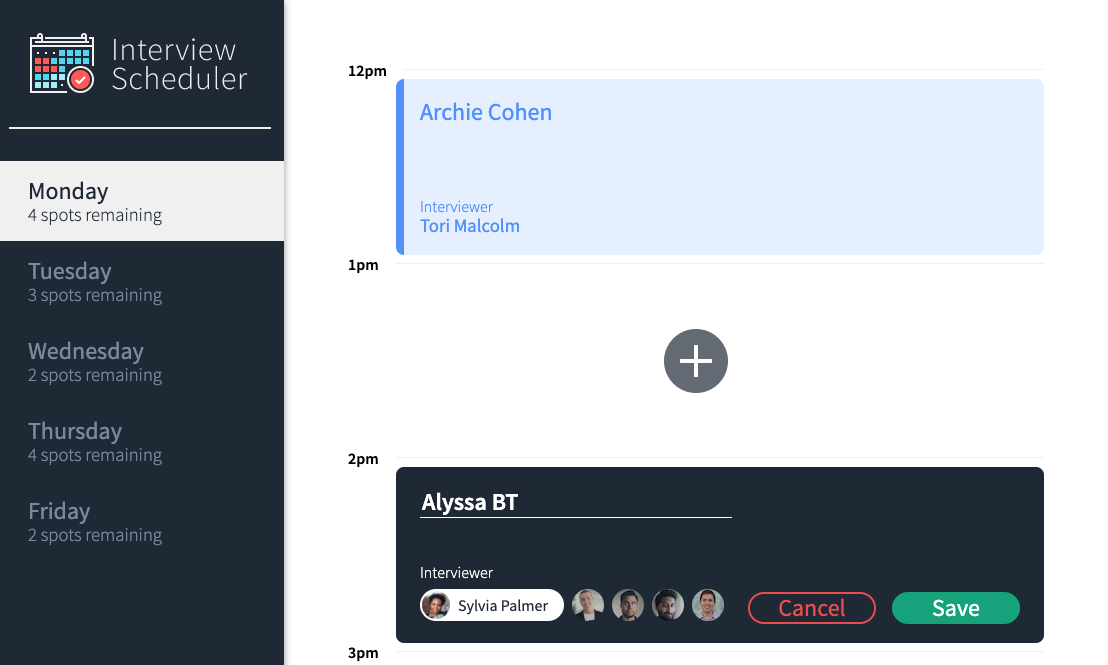 Interview
Scheduler
Monday
4 spots remaining
Tuesday
3 spots remaining
Wednesday
2 spots remaining
Thursday
4 spots remaining
Friday
2 spots remaining
12pm
Archie Cohen
Interviewer
Tori Malcolm
1pm
2pm
Alyssa BT
Interviewer
Sylvia Palmer
Cancel
Save
3pm